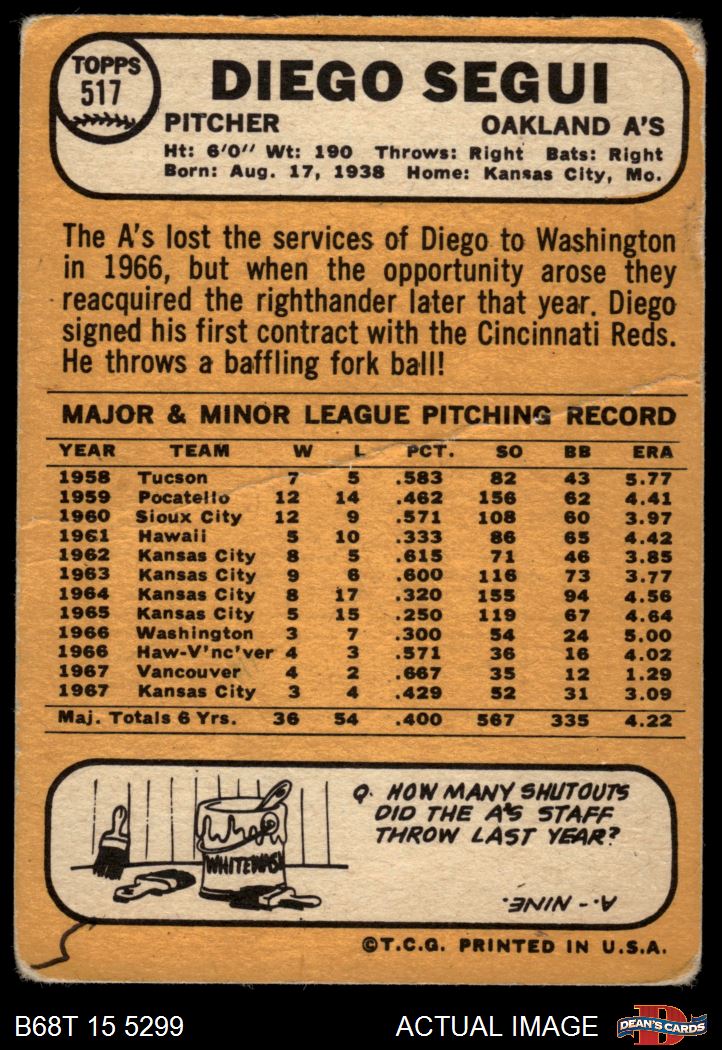 TOPPS
517
DIEGO SEGUI
PITCHER OAKLAND A'S
Ht: 6'0" Wt: 190 Throws: Right Bats: Right
Born: Aug. 17, 1938 Home: Kansas City, Mo.
The A's lost the services of Diego to Washington
in 1966, but when the opportunity arose they
reacquired the righthander later that year. Diego
signed his first contract with the Cincinnati Reds.
He throws a baffling fork ball!
MAJOR & MINOR LEAGUE PITCHING RECORD
YEAR TEAM W L PCT. SO BB ERA
1958 Tucson 7 5 .583 82 43 5.77
1959 Pocatello 12 14 .462 156 62 4.41
1960 Sioux City 12 9 .571 108 60 3.97
1961 Hawaii 5 10 .333 86 65 4.42
1962 Kansas City 8 5 .615 71 46 3.85
1963 Kansas City 9 6 .600 116 73 3.77
1964 Kansas City 8 17 .320 155 94 4.56
1965 Kansas City 5 15 .250 119 67 4.64
1966 Washington 3 7 .300 54 24 5.00
1966 Haw-V'nc'ver 4 3 .571 36 16 4.02
1967 Vancouver 4 2 .667 35 12 1.29
1967 Kansas City 3 4 .429 52 31 3.09
Maj. Totals 6 Yrs. 36 54 .400 567 335 4.22
WHITEWASH
Q. HOW MANY SHUTOUTS
DID THE A'S STAFF
THROW LAST YEAR?
A.- NINE.
©T.C.G. PRINTED IN U.S.A.
B68T 15 5299 ACTUAL IMAGE
DEAN'S CARDS